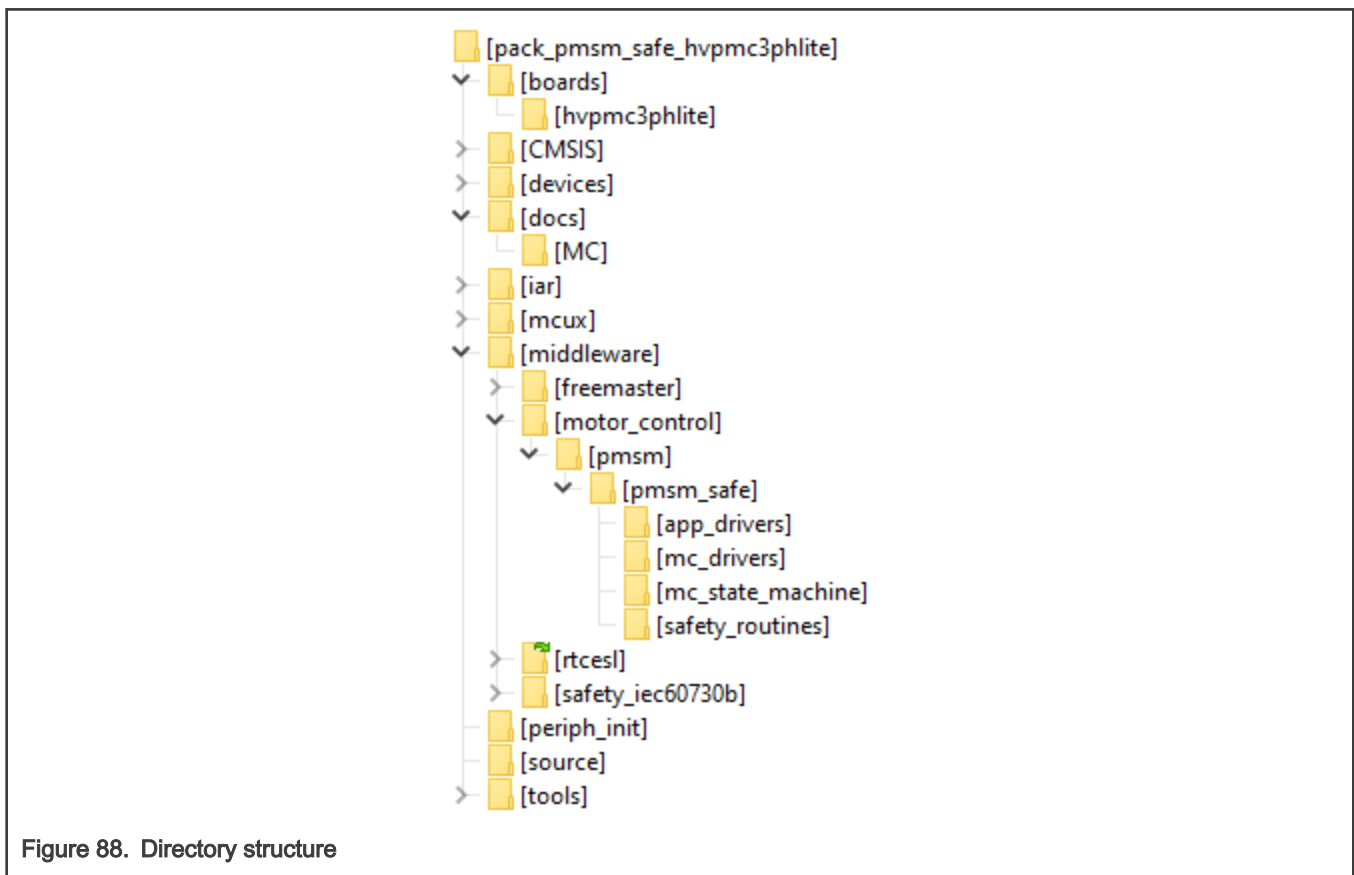 [pack_pmsm_safe_hvpmc3phlite]
[boards]
[hvpmc3phlite]
[CMSIS]
[devices]
[docs]
[MC]
[iar]
[mcux]
[middleware]
[freemaster]
[motor_control]
[pmsm]
[pmsm_safe]
[app_drivers]
[mc_drivers]
[mc_state_machine]
[safety_routines]
[rtcesl]
[safety_iec60730b]
[periph_init]
[source]
[tools]
Figure 88. Directory structure